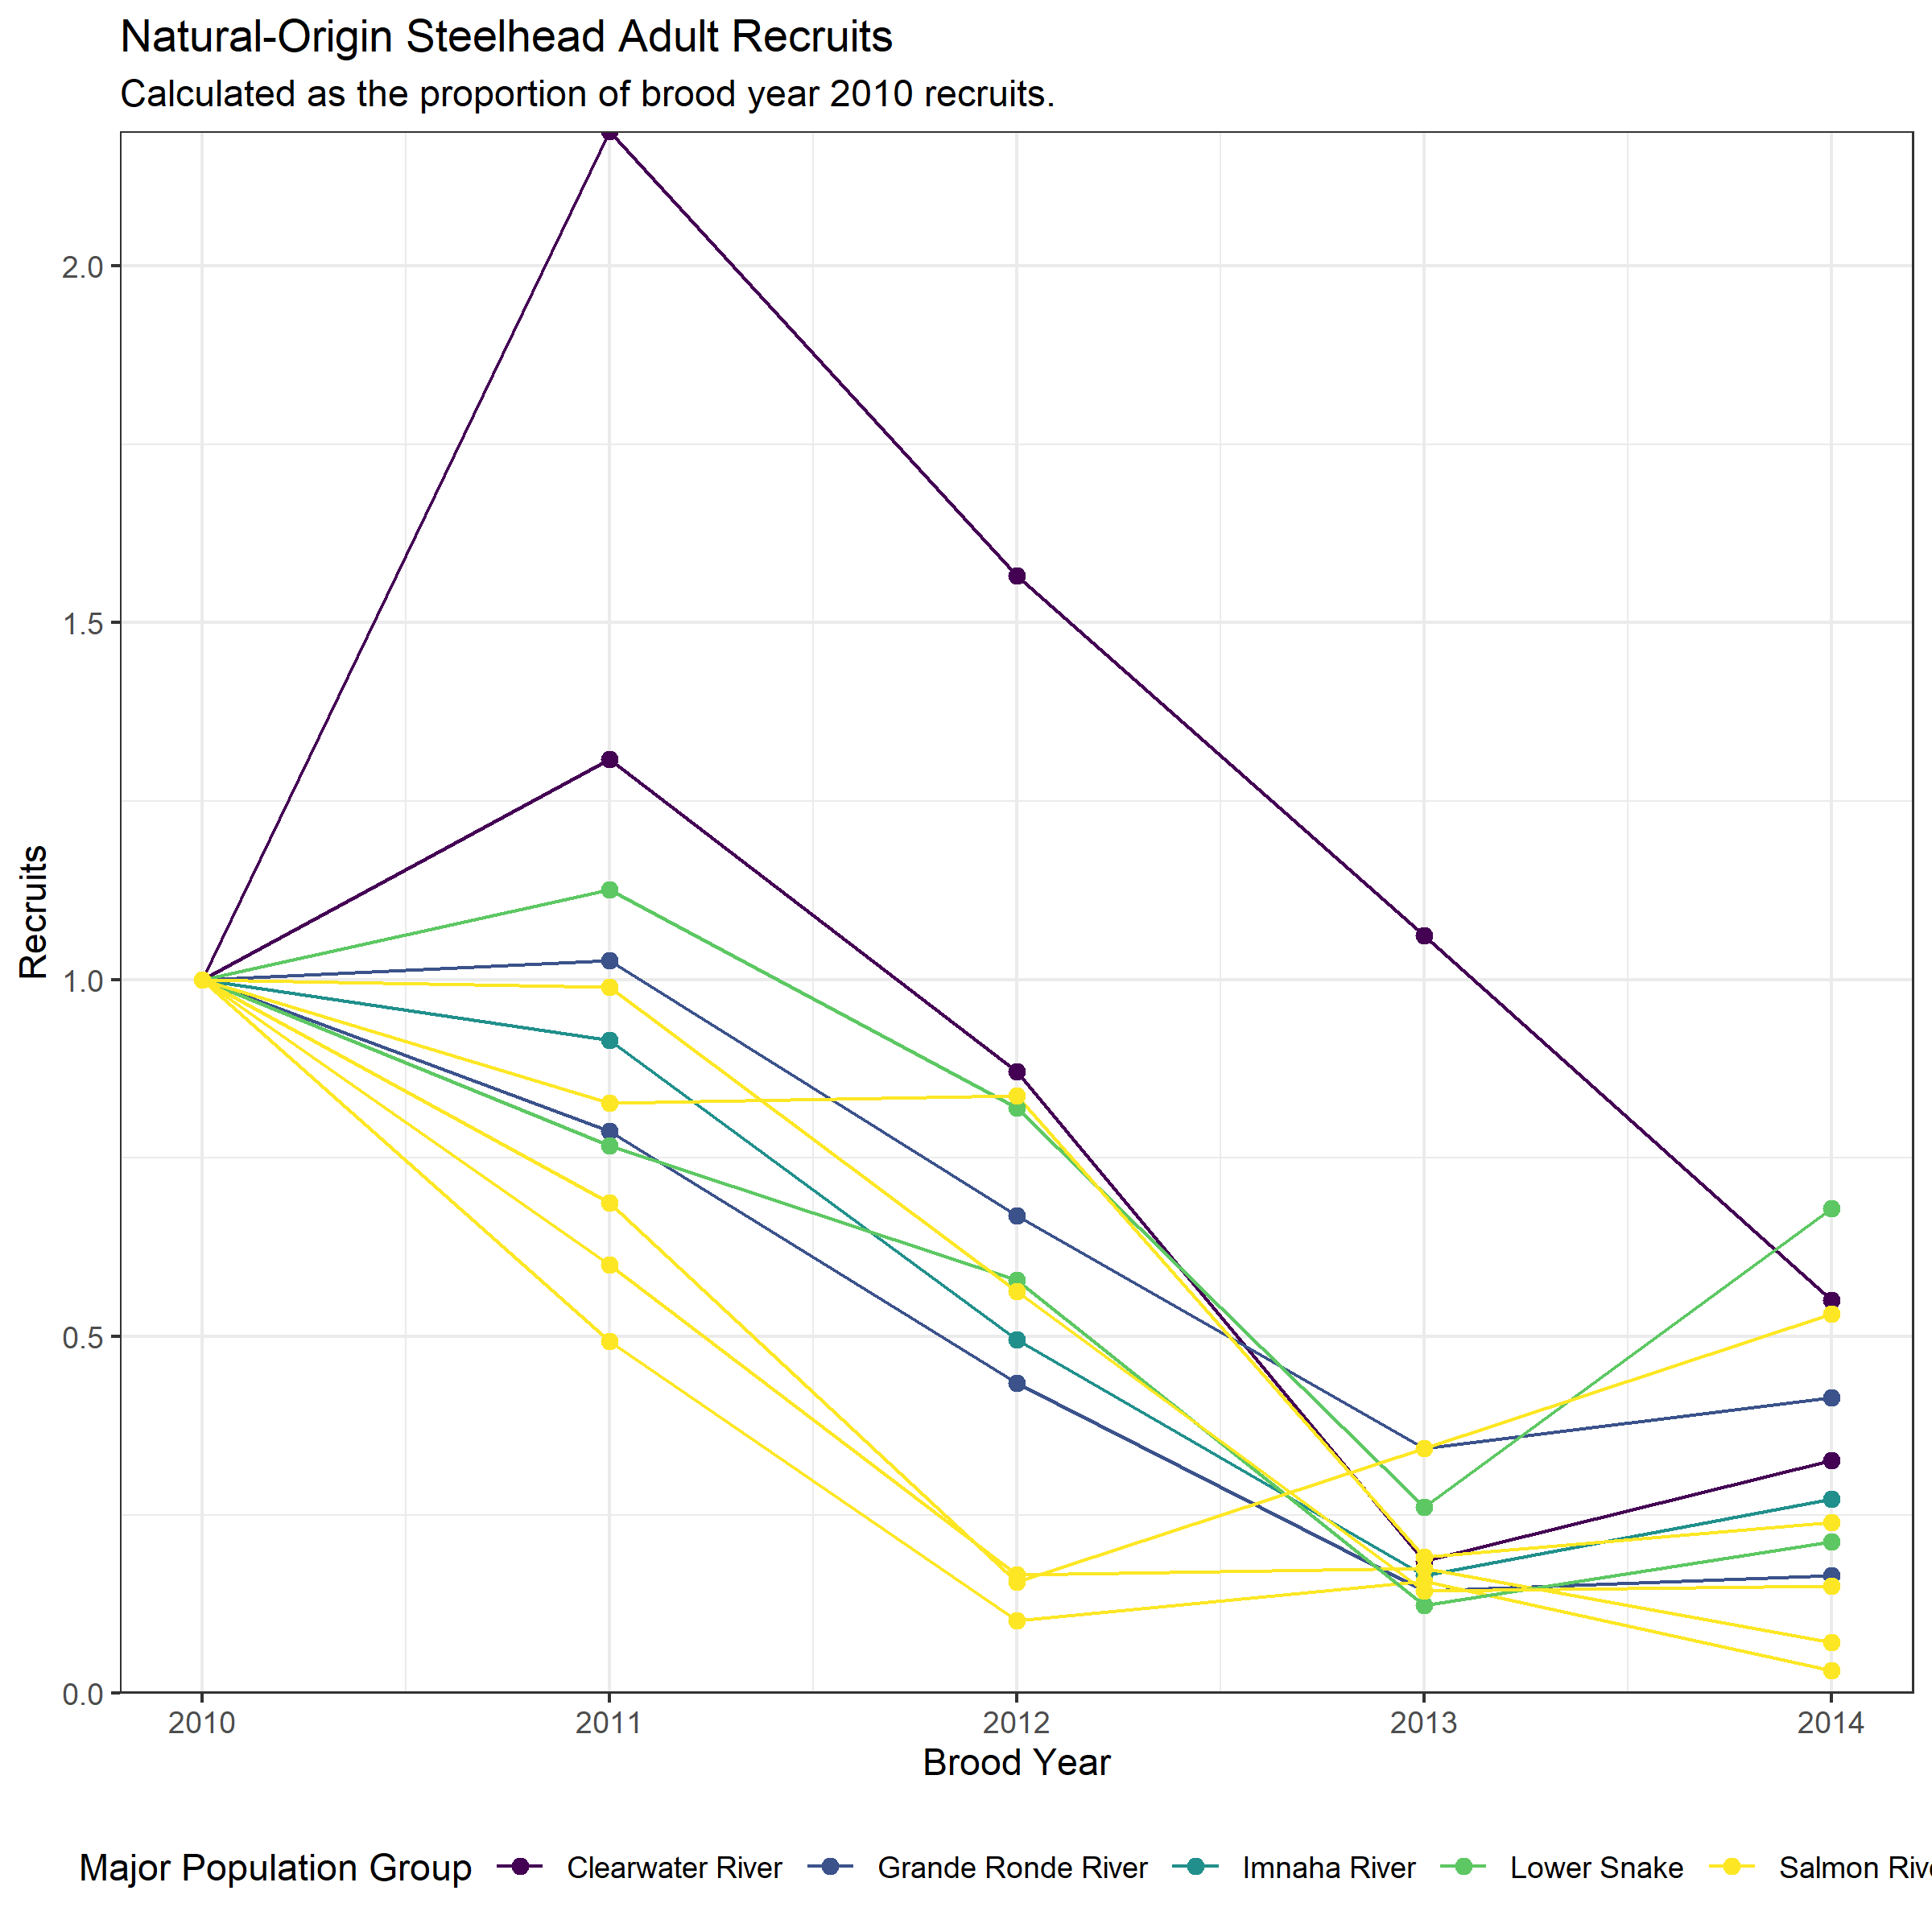 Natural-Origin Steelhead Adult Recruits
Calculated as the proportion of brood year 2010 recruits.
Recruits
2.0
1.5
1.0
0.5
0.0
2010 2011 2012 2013 2014
Brood Year
Major Population Group Clearwater River Grande Ronde River Imnaha River Lower Snake Salmon